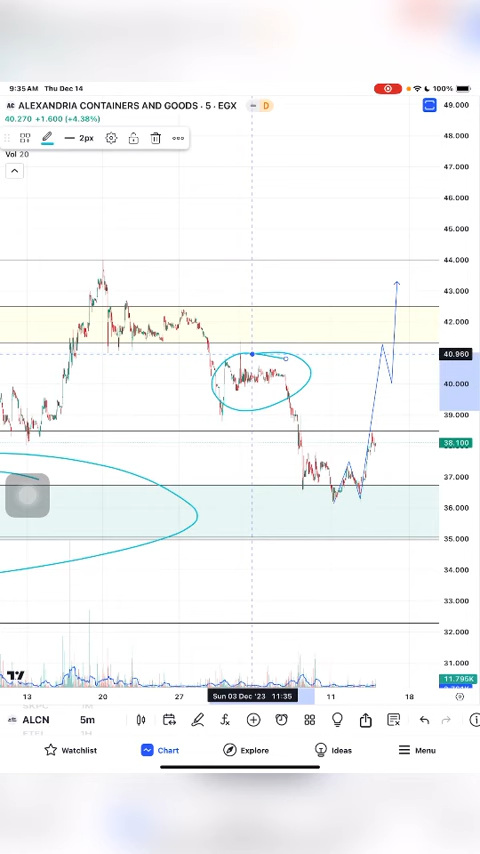 9:35 AM Thu Dec 14
100%
ALEXANDRIA CONTAINERS AND GOODS · 5 · EGX
D
40.270 +1.600 (+4.38%)
2px
Vol 20
49.000
48.000
47.000
46.000
45.000
44.000
43.000
42.000
40.960
40.000
39.000
38.100
37.000
36.000
35.000
34.000
33.000
32.000
31.000
11.795K
13
20
27
Sun 03 Dec '23 11:35
11
18
ALCN 5m
Watchlist
Chart
Explore
Ideas
Menu